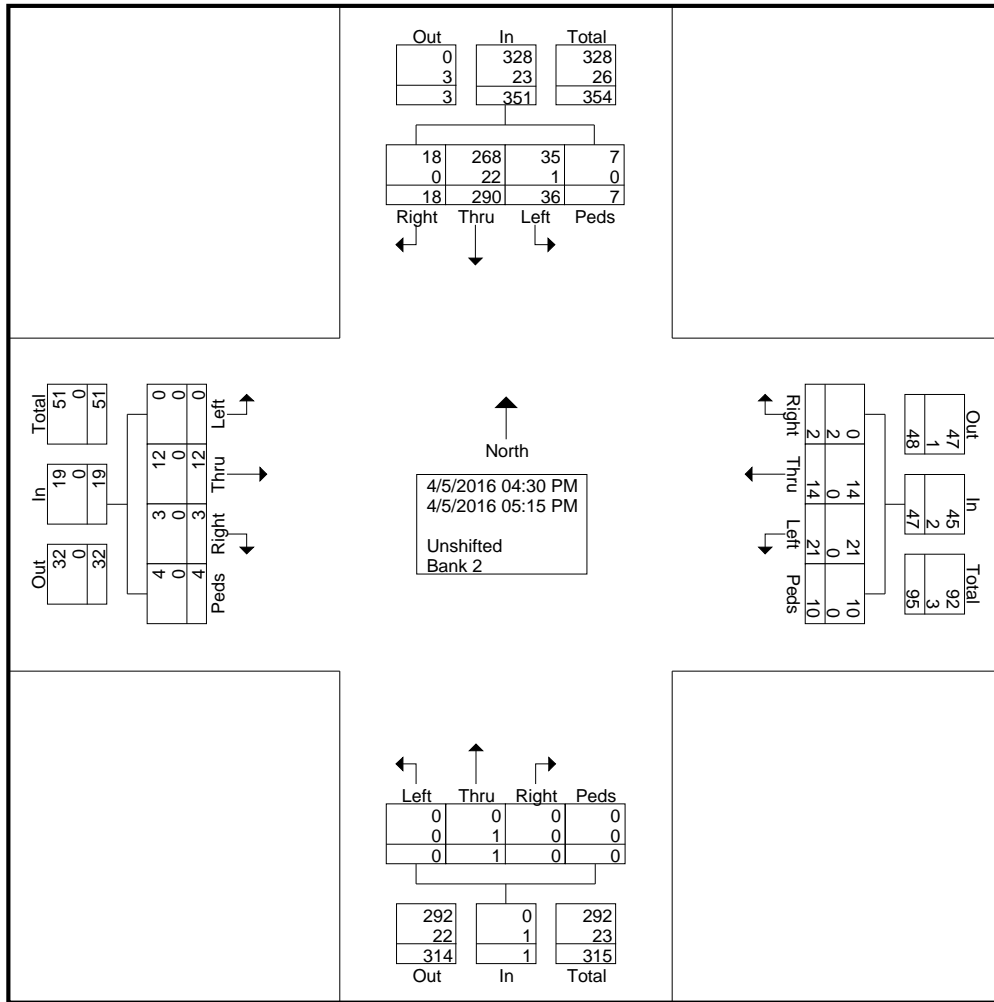 Out In Total
0 328 328
3 23 26
3 351 354
18 268 35 7
0 22 1 0
18 290 36 7
Right Thru Left Peds
Out In Total
32 19 51
0 0 0
32 19 51
4 3 12 0
0 0 0 0
4 3 12 0
Peds Right Thru Left
North
4/5/2016 04:30 PM
4/5/2016 05:15 PM
Unshifted
Bank 2
Out In Total
47 45 92
1 2 3
48 47 95
0 14 21 10
2 0 0 0
2 14 21 10
Right Thru Left Peds
Left Thru Right Peds
0 0 0 0
0 1 0 0
0 1 0 0
292 0 292
22 1 23
314 1 315
Out In Total